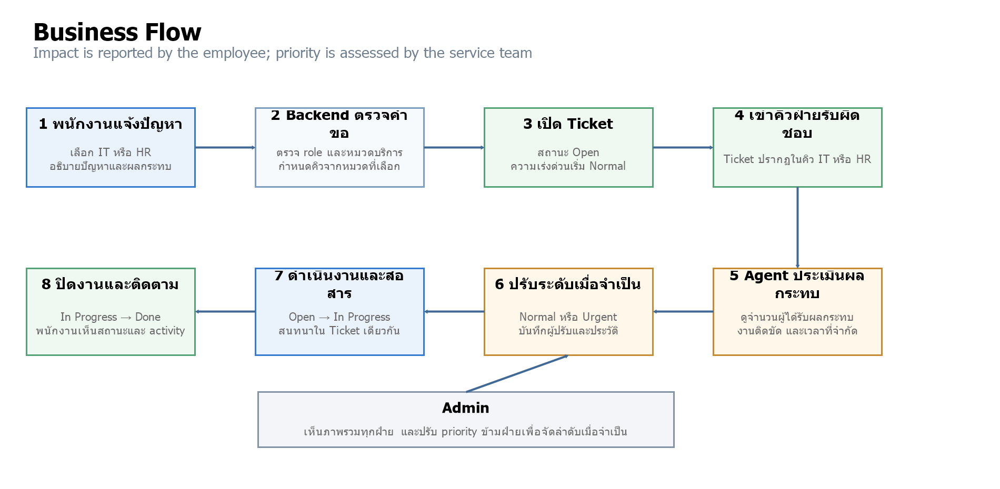 Business Flow
Impact is reported by the employee; priority is assessed by the service team
1 พนักงานแจ้งปัญหา
เลือก IT หรือ HR
อธิบายปัญหาและผลกระทบ
2 Backend ตรวจคำ
ขอ
ตรวจ role และหมวดบริการ
กำหนดคิวจากหมวดที่เลือก
3 เปิด Ticket
สถานะ Open
ความเร่งด่วนเริ่ม Normal
4 เข้าคิวฝ่ายรับผิด
ชอบ
Ticket ปรากฏในคิว IT หรือ HR
8 ปิดงานและติดตาม
In Progress → Done
พนักงานเห็นสถานะและ activity
7 ดำเนินงานและสื่อ
สาร
Open → In Progress
สนทนาใน Ticket เดียวกัน
6 ปรับระดับเมื่อจำเป็น
Normal หรือ Urgent
บันทึกผู้ปรับและประวัติ
5 Agent ประเมินผล
กระทบ
ดูจำนวนผู้ได้รับผลกระทบ
งานติดขัด และเวลาที่จำกัด
Admin
เห็นภาพรวมทุกฝ่าย และปรับ priority ข้ามฝ่ายเพื่อจัดลำดับเมื่อจำเป็น